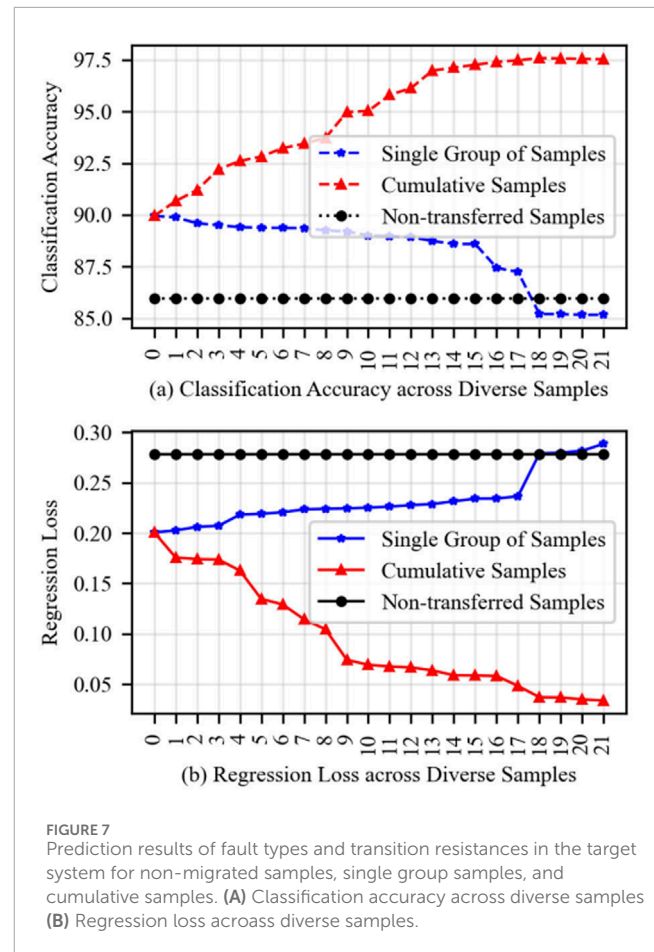 97.5
95.0
92.5
90.0
87.5
85.0
Classification Accuracy
Single Group of Samples
Cumulative Samples
Non-transferred Samples
0 1 2 3 4 5 6 7 8 9 10 11 12 13 14 15 16 17 18 19 20 21
(a) Classification Accuracy across Diverse Samples
0.30
0.25
0.20
0.15
0.10
0.05
Regression Loss
Single Group of Samples
Cumulative Samples
Non-transferred Samples
0 1 2 3 4 5 6 7 8 9 10 11 12 13 14 15 16 17 18 19 20 21
(b) Regression Loss across Diverse Samples
FIGURE 7
Prediction results of fault types and transition resistances in the target
system for non-migrated samples, single group samples, and
cumulative samples. (A) Classification accuracy across diverse samples
(B) Regression loss acroass diverse samples.